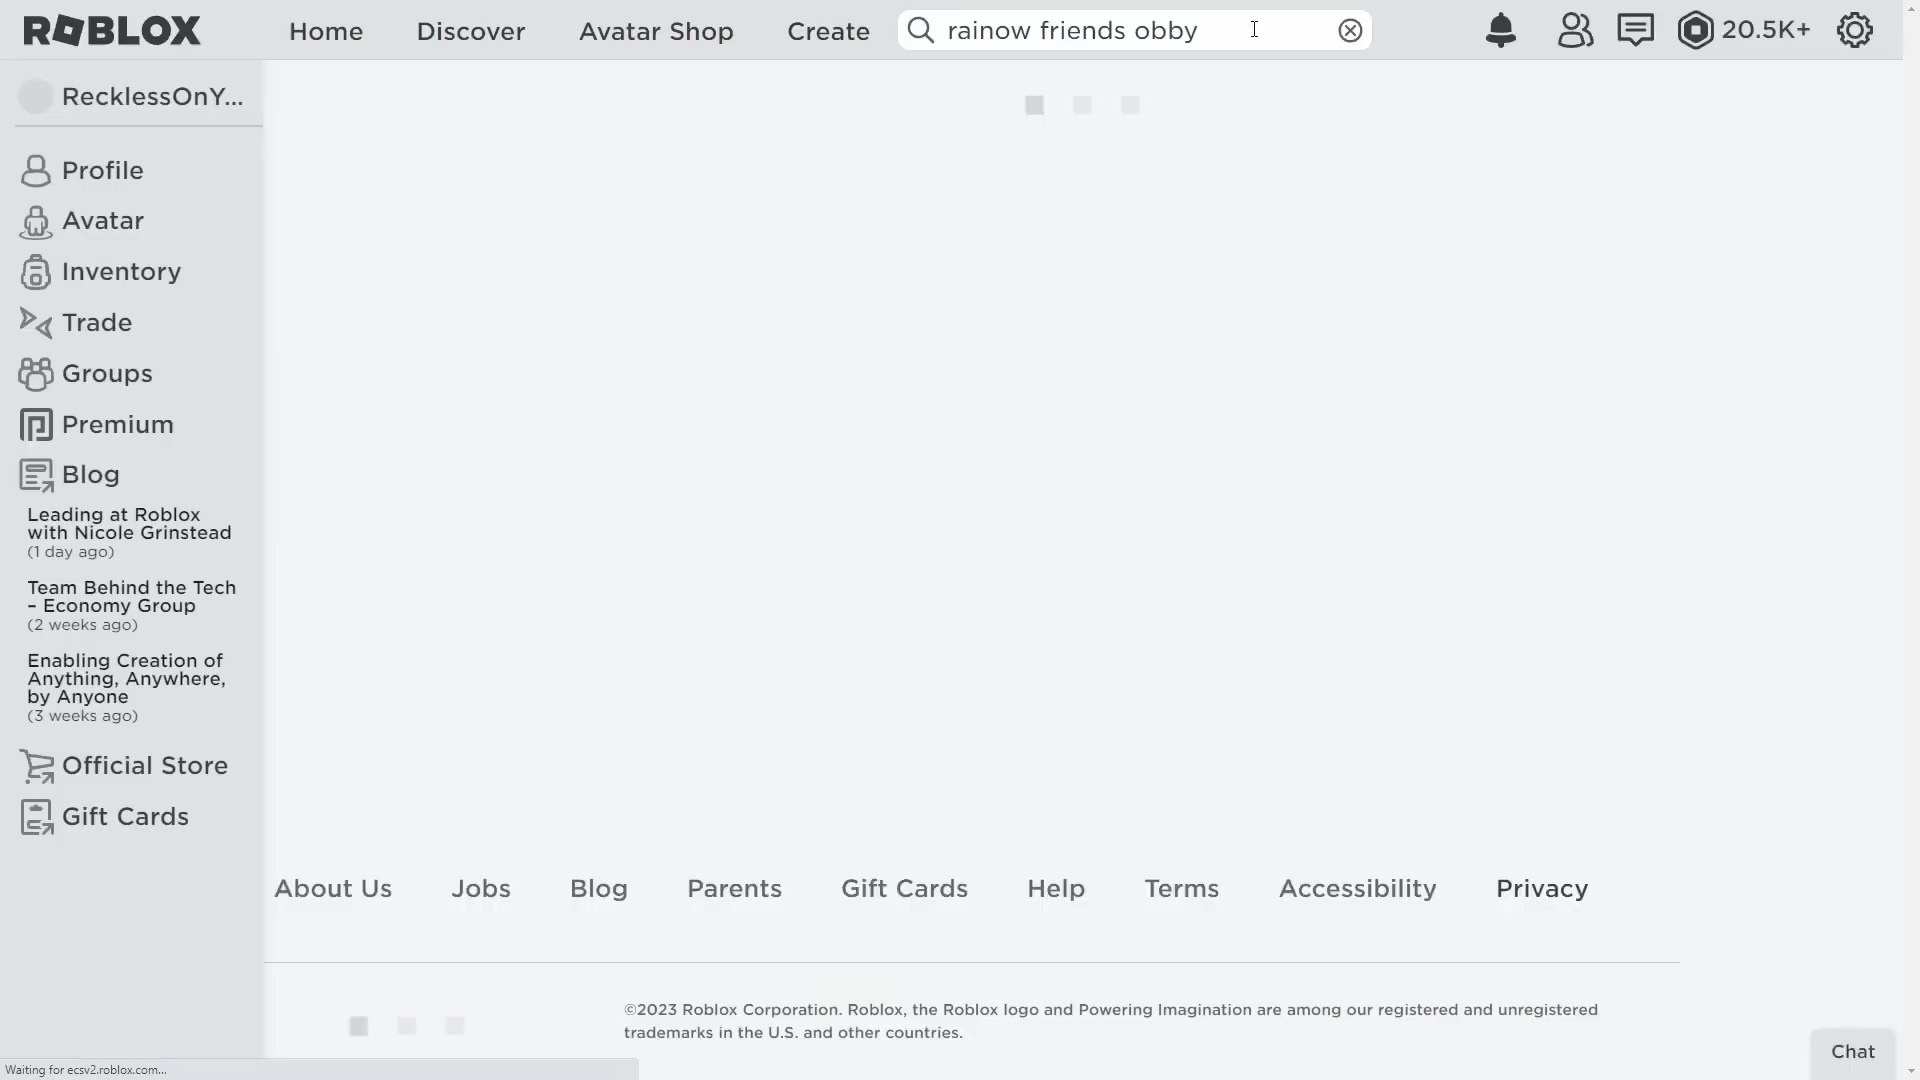 ROBLOX
Home
Discover
Avatar Shop
Create
rainow friends obby
20.5K+
RecklessOnY...
Profile
Avatar
Inventory
Trade
Groups
Premium
Blog
Leading at Roblox
with Nicole Grinstead
(1 day ago)
Team Behind the Tech
– Economy Group
(2 weeks ago)
Enabling Creation of
Anything, Anywhere,
by Anyone
(3 weeks ago)
Official Store
Gift Cards
About Us
Jobs
Blog
Parents
Gift Cards
Help
Terms
Accessibility
Privacy
©2023 Roblox Corporation. Roblox, the Roblox logo and Powering Imagination are among our registered and unregistered
trademarks in the U.S. and other countries.
Chat
Waiting for ecsv2.roblox.com...